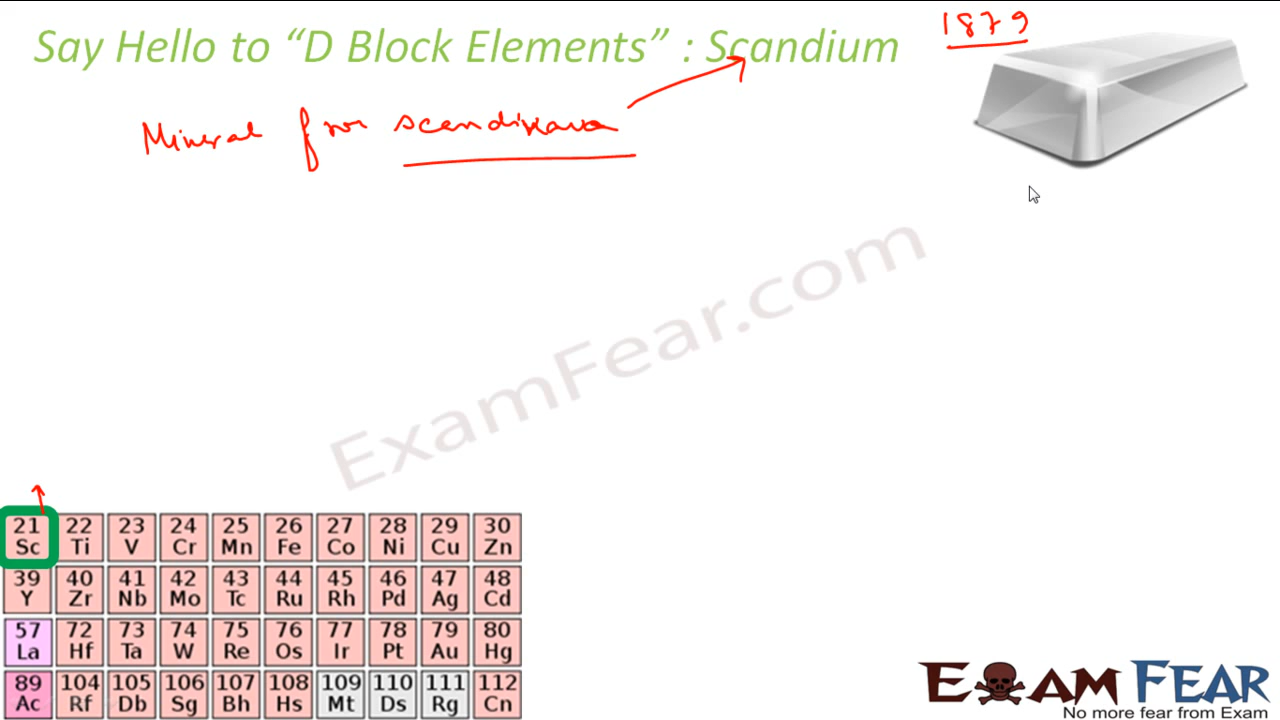 Say Hello to “D Block Elements” : Scandium
1879
Mineral from scandinava
ExamFear.com
21 22 23 24 25 26 27 28 29 30
Sc Ti V Cr Mn Fe Co Ni Cu Zn
39 40 41 42 43 44 45 46 47 48
Y Zr Nb Mo Tc Ru Rh Pd Ag Cd
57 72 73 74 75 76 77 78 79 80
La Hf Ta W Re Os Ir Pt Au Hg
89 104 105 106 107 108 109 110 111 112
Ac Rf Db Sg Bh Hs Mt Ds Rg Cn
EXAM FEAR
No more fear from Exam